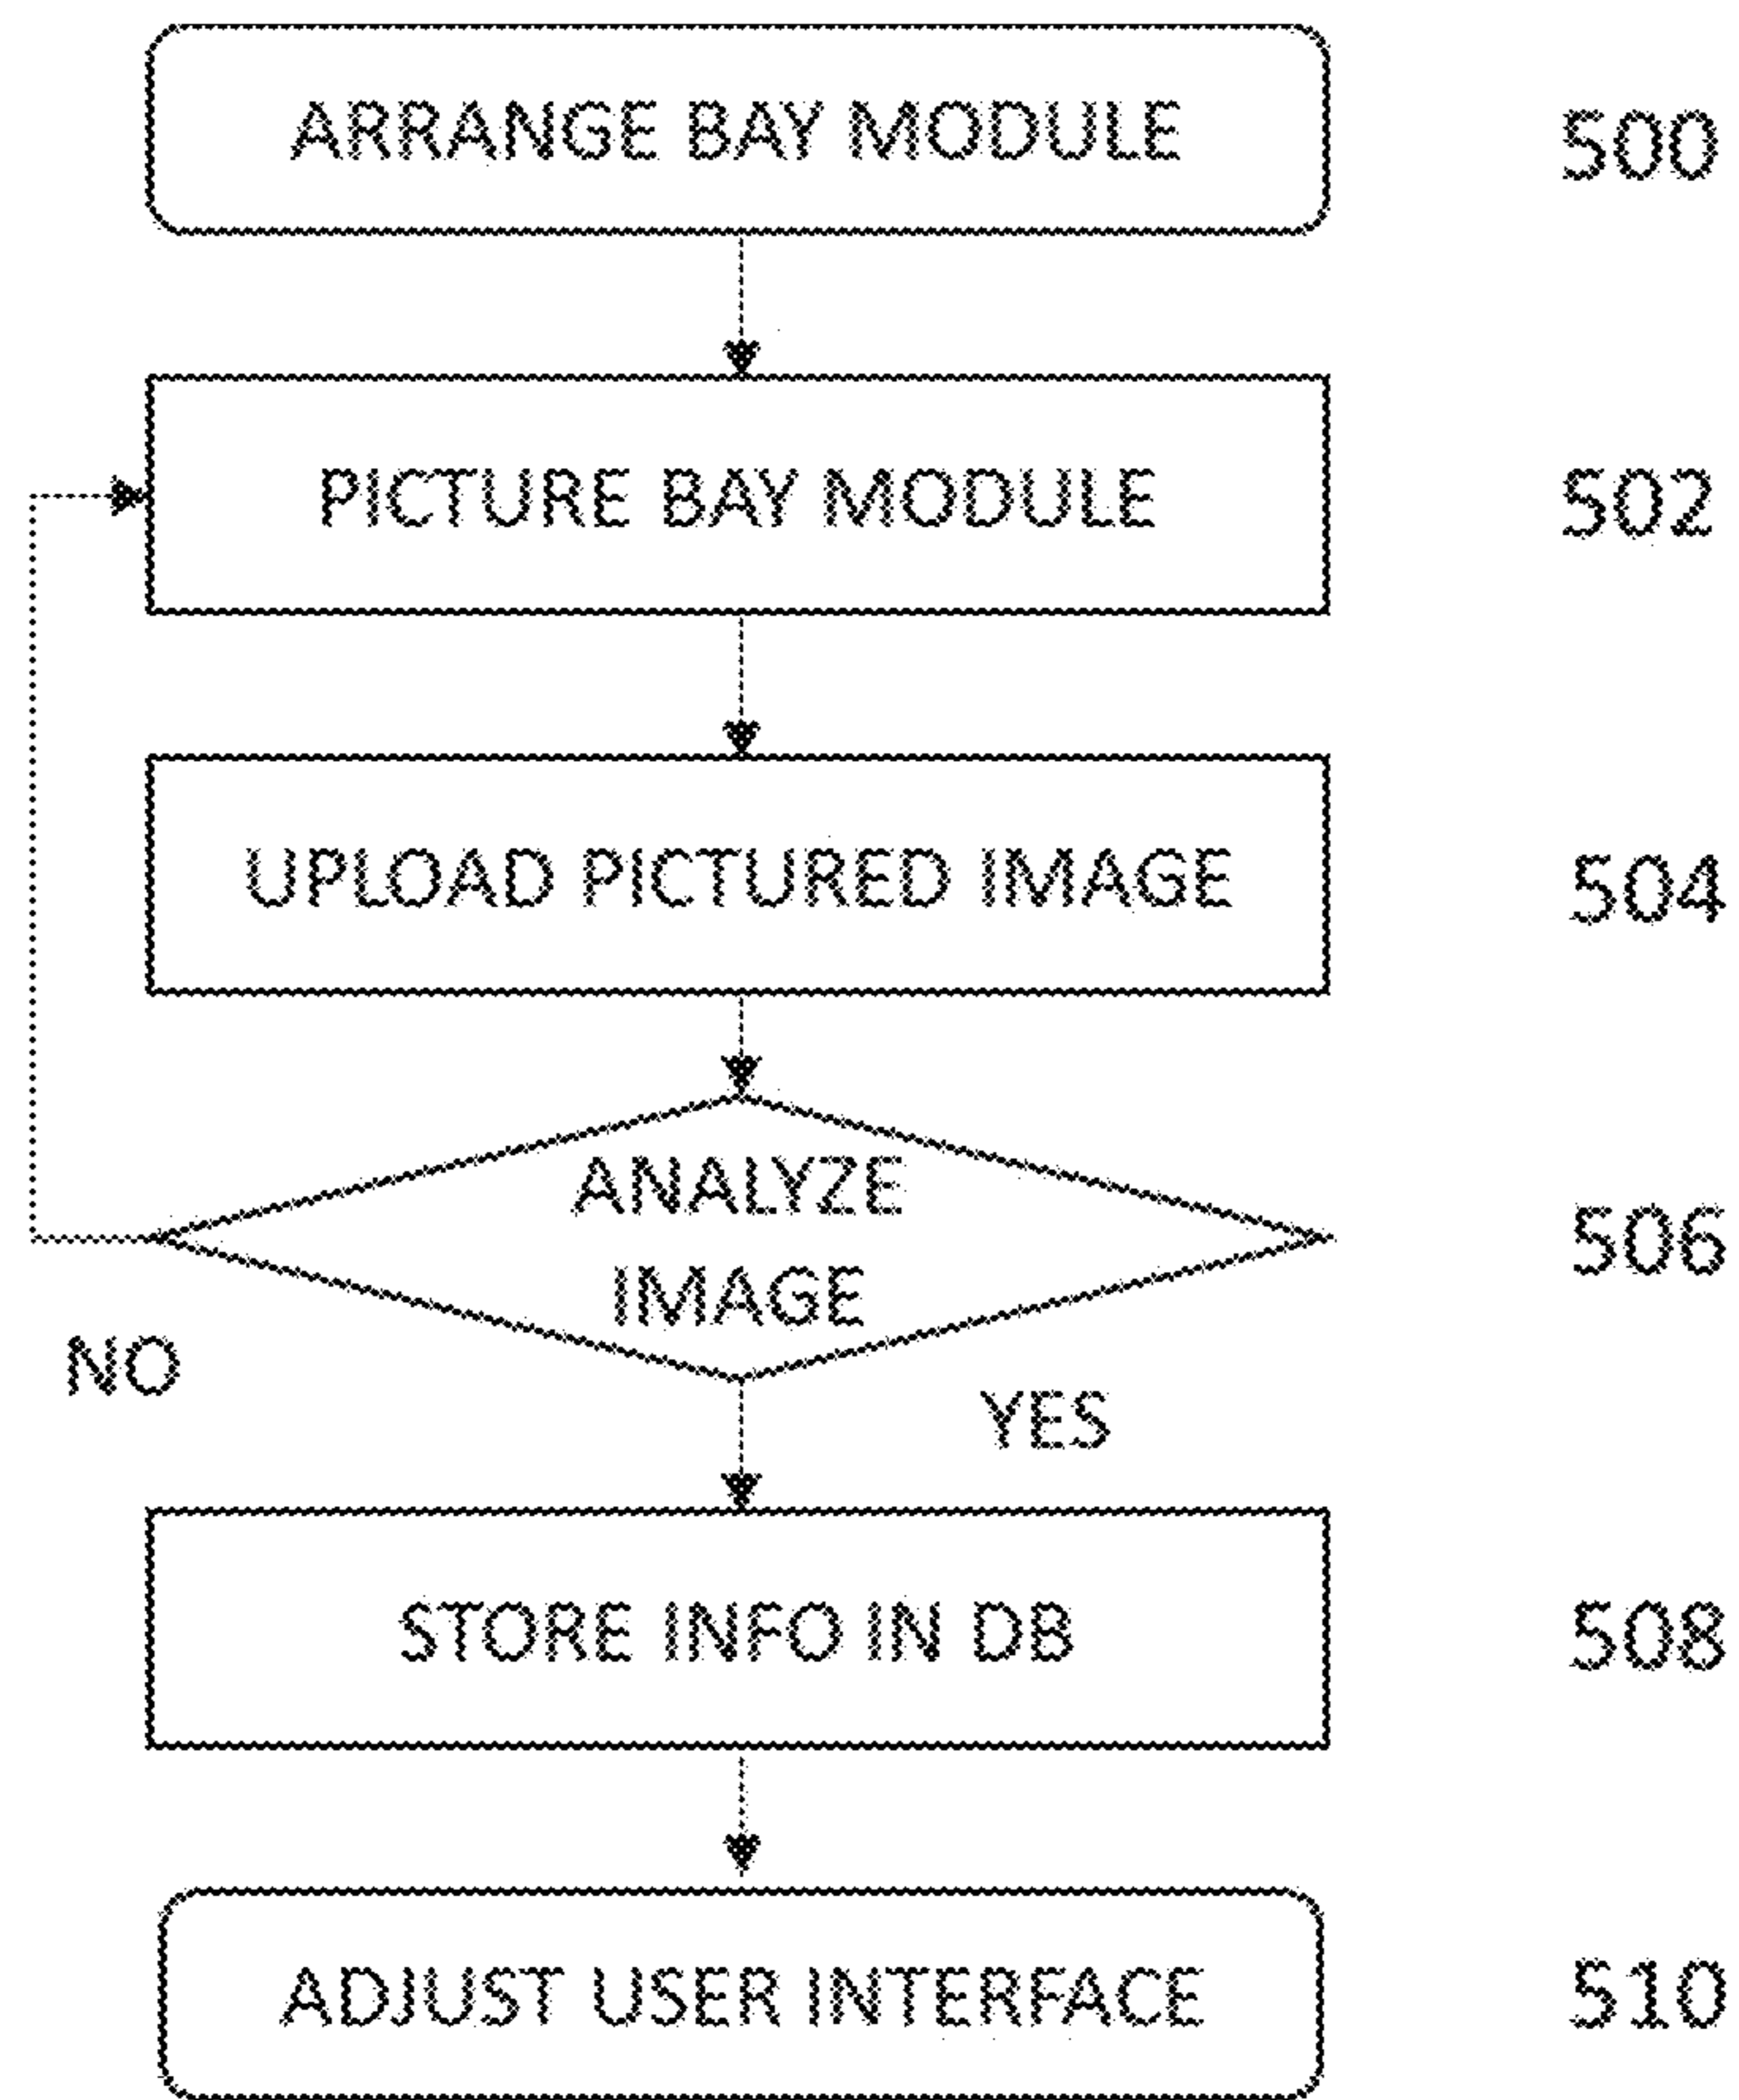 ARRANGE BAY MODULE 500
PICTURE BAY MODULE 502
UPLOAD PICTURED IMAGE 504
ANALYZE
IMAGE
506
NO
YES
STORE INFO IN DB 508
ADJUST USER INTERFACE 510